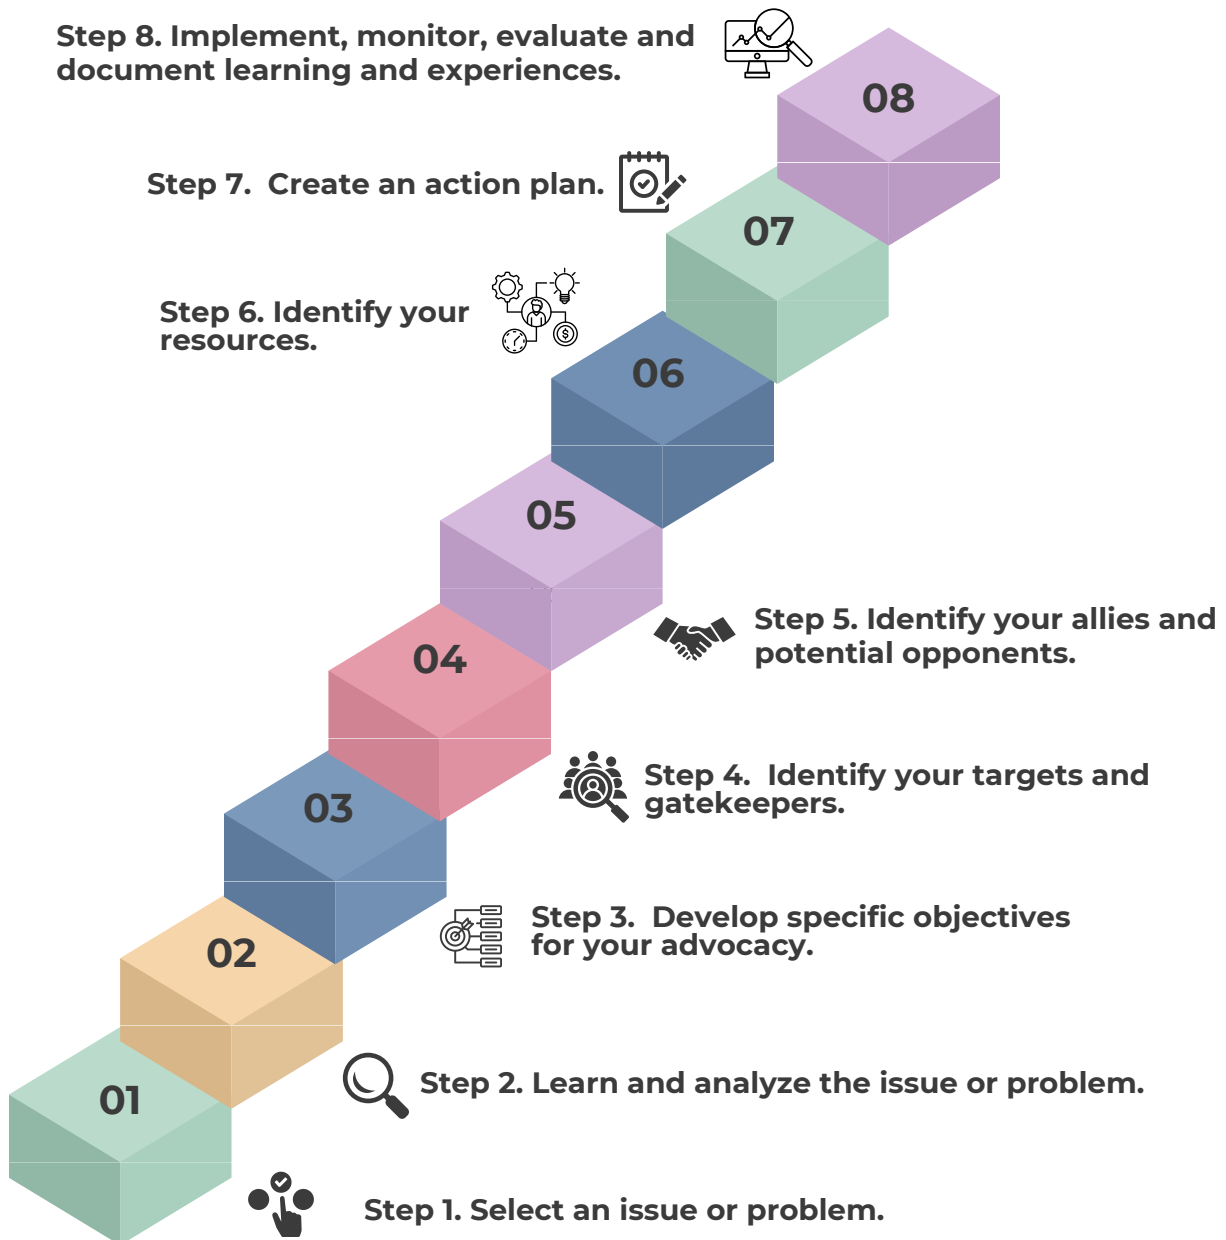 Step 8. Implement, monitor, evaluate and
document learning and experiences.
08
Step 7.  Create an action plan.
07
Step 6. Identify your
resources.
06
05
Step 5. Identify your allies and
potential opponents.
04
Step 4.  Identify your targets and
gatekeepers.
03
Step 3.  Develop specific objectives
for your advocacy.
02
Step 2. Learn and analyze the issue or problem.
01
Step 1. Select an issue or problem.